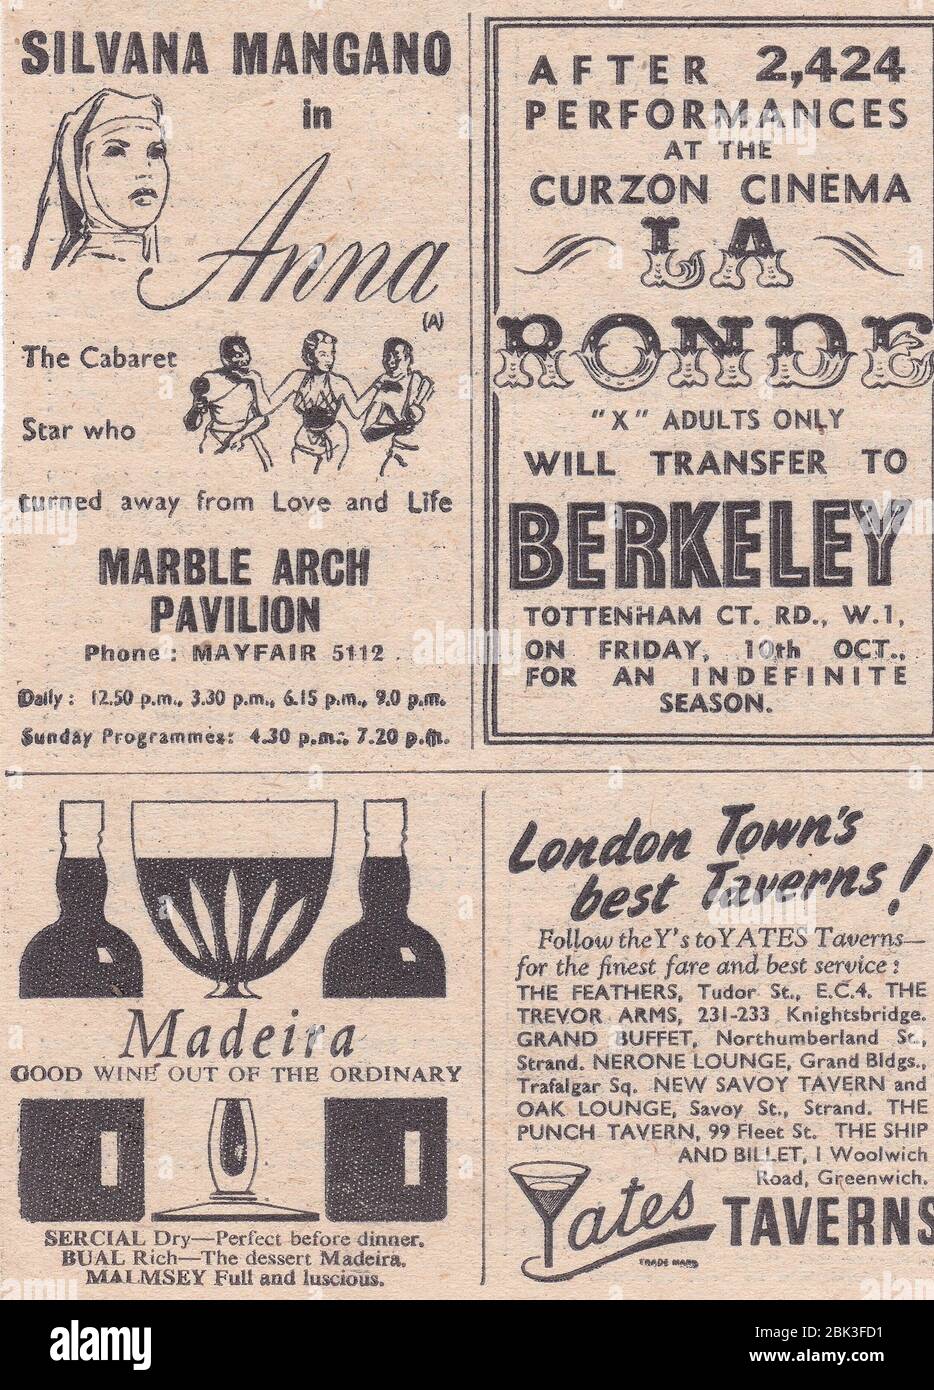 SILVANA MANGANO
in
Anna
(A)
The Cabaret
Star who
turned away from Love and Life
MARBLE ARCH
PAVILION
Phone: MAYFAIR 5112
Daily: 12.50 p.m., 3.30 p.m., 6.15 p.m., 9.0 p.m.
Sunday Programmes: 4.30 p.m., 7.20 p.m.
AFTER 2,424
PERFORMANCES
AT THE
CURZON CINEMA
LA
RONDE
"X" ADULTS ONLY
WILL TRANSFER TO
BERKELEY
TOTTENHAM CT. RD., W.1,
ON FRIDAY, 10th OCT.,
FOR AN INDEFINITE
SEASON.
Madeira
GOOD WINE OUT OF THE ORDINARY
SERCIAL Dry—Perfect before dinner.
BUAL Rich—The dessert Madeira.
MALMSEY Full and luscious.
London Town's
best Taverns!
Follow the Y's to YATES Taverns—
for the finest fare and best service:
THE FEATHERS, Tudor St., E.C.4. THE
TREVOR ARMS, 231-233 Knightsbridge.
GRAND BUFFET, Northumberland St.,
Strand. NERONE LOUNGE, Grand Bldgs.,
Trafalgar Sq. NEW SAVOY TAVERN and
OAK LOUNGE, Savoy St., Strand. THE
PUNCH TAVERN, 99 Fleet St. THE SHIP
AND BILLET, 1 Woolwich
Road, Greenwich.
Yates TAVERNS
TRADE MARK
alamy
Image ID: 2BK3FD1
www.alamy.com